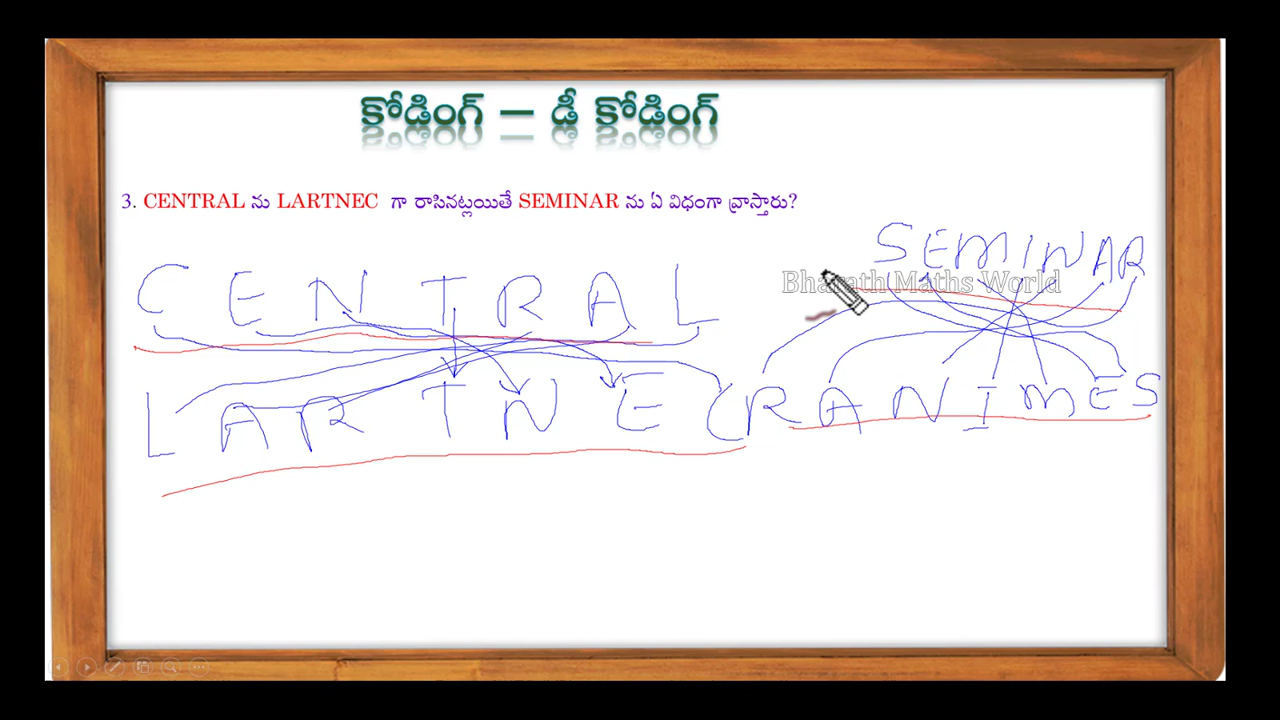 కోడింగ్ – డీ కోడింగ్
3. CENTRAL ను LARTNEC గా రాసినట్లయితే SEMINAR ను ఏ విధంగా వ్రాస్తారు?
SEMINAR
Bharath Maths World
CENTRAL
LARTNEC
RANIMES